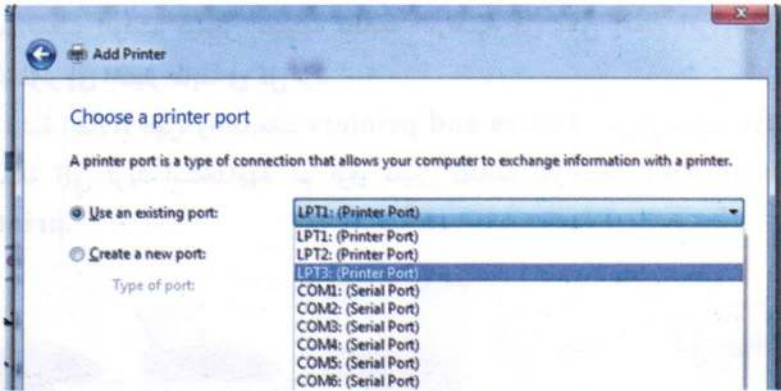 Add Printer
Choose a printer port
A printer port is a type of connection that allows your computer to exchange information with a printer.
Use an existing port: LPT1: (Printer Port)
LPT1: (Printer Port)
LPT2: (Printer Port)
Create a new port:
LPT3: (Printer Port)
Type of port:
COM1: (Serial Port)
COM2: (Serial Port)
COM3: (Serial Port)
COM4: (Serial Port)
COM5: (Serial Port)
COM6: (Serial Port)